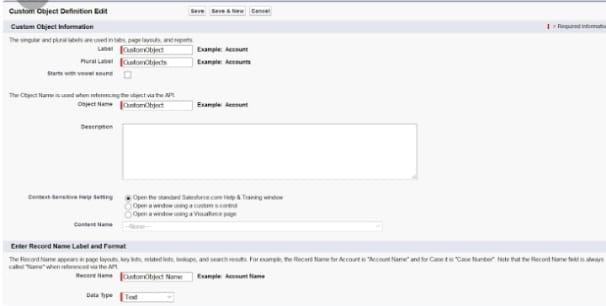 Custom Object Definition Edit Save Save & New Cancel
Custom Object Information = Required Informatio
The singular and plural labels are used in tabs, page layouts, and reports.
Label CustomObject Example: Account
Plural Label CustomObjects Example: Accounts
Starts with vowel sound
The Object Name is used when referencing the object via the API.
Object Name CustomObject Example: Account
Description
Context-Sensitive Help Setting Open the standard Salesforce.com Help & Training window
Open a window using a custom s-control
Open a window using a Visualforce page
Content Name --None--
Enter Record Name Label and Format
The Record Name appears in page layouts, key lists, related lists, lookups, and search results. For example, the Record Name for Account is "Account Name" and for Case it is "Case Number". Note that the Record Name field is always
called "Name" when referenced via the API.
Record Name CustomObject Name Example: Account Name
Data Type Text